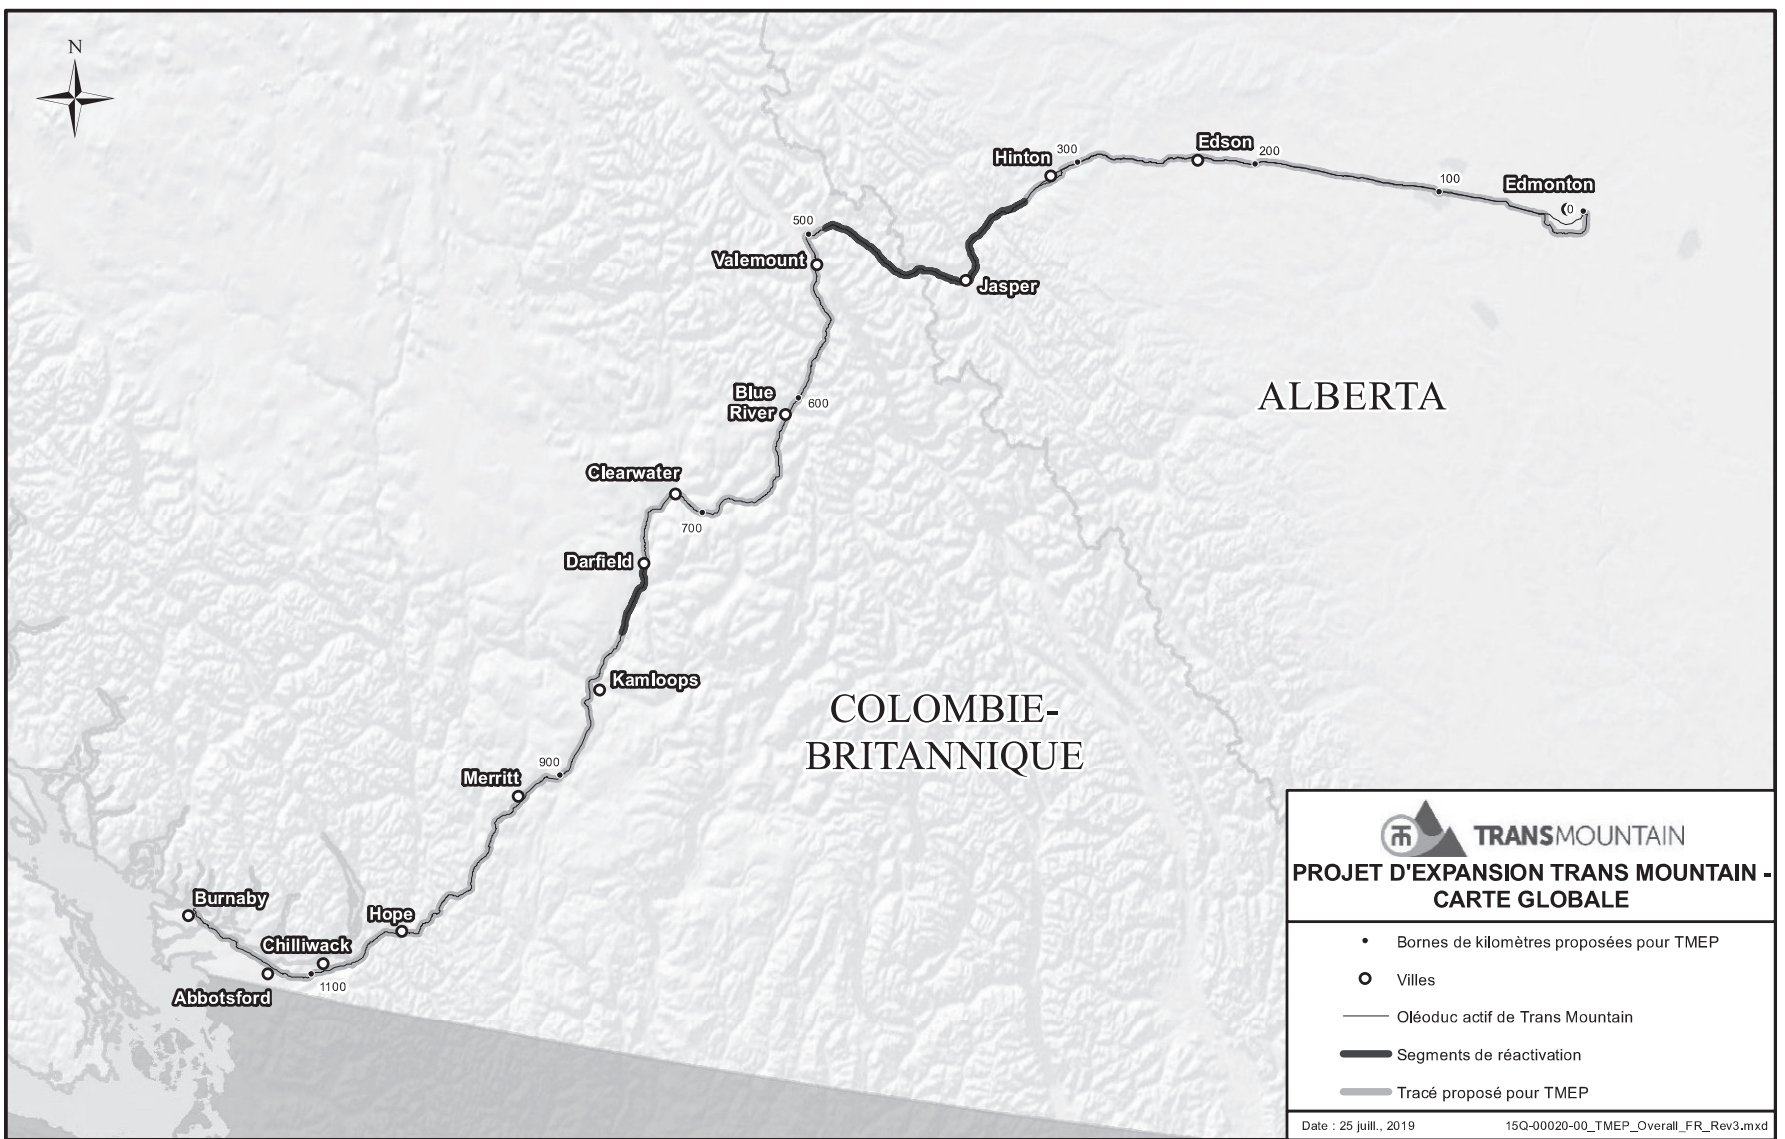 N
Hinton
300
Edson
200
100
Edmonton
0
500
Valemount
Jasper
Blue
River
600
ALBERTA
Clearwater
700
Darfield
Kamloops
COLOMBIE-
BRITANNIQUE
900
Merritt
Burnaby
Hope
Chilliwack
1100
Abbotsford
TRANSMOUNTAIN
PROJET D'EXPANSION TRANS MOUNTAIN -
CARTE GLOBALE
Bornes de kilomètres proposées pour TMEP
Villes
Oléoduc actif de Trans Mountain
Segments de réactivation
Tracé proposé pour TMEP
Date : 25 juill., 2019 15Q-00020-00_TMEP_Overall_FR_Rev3.mxd